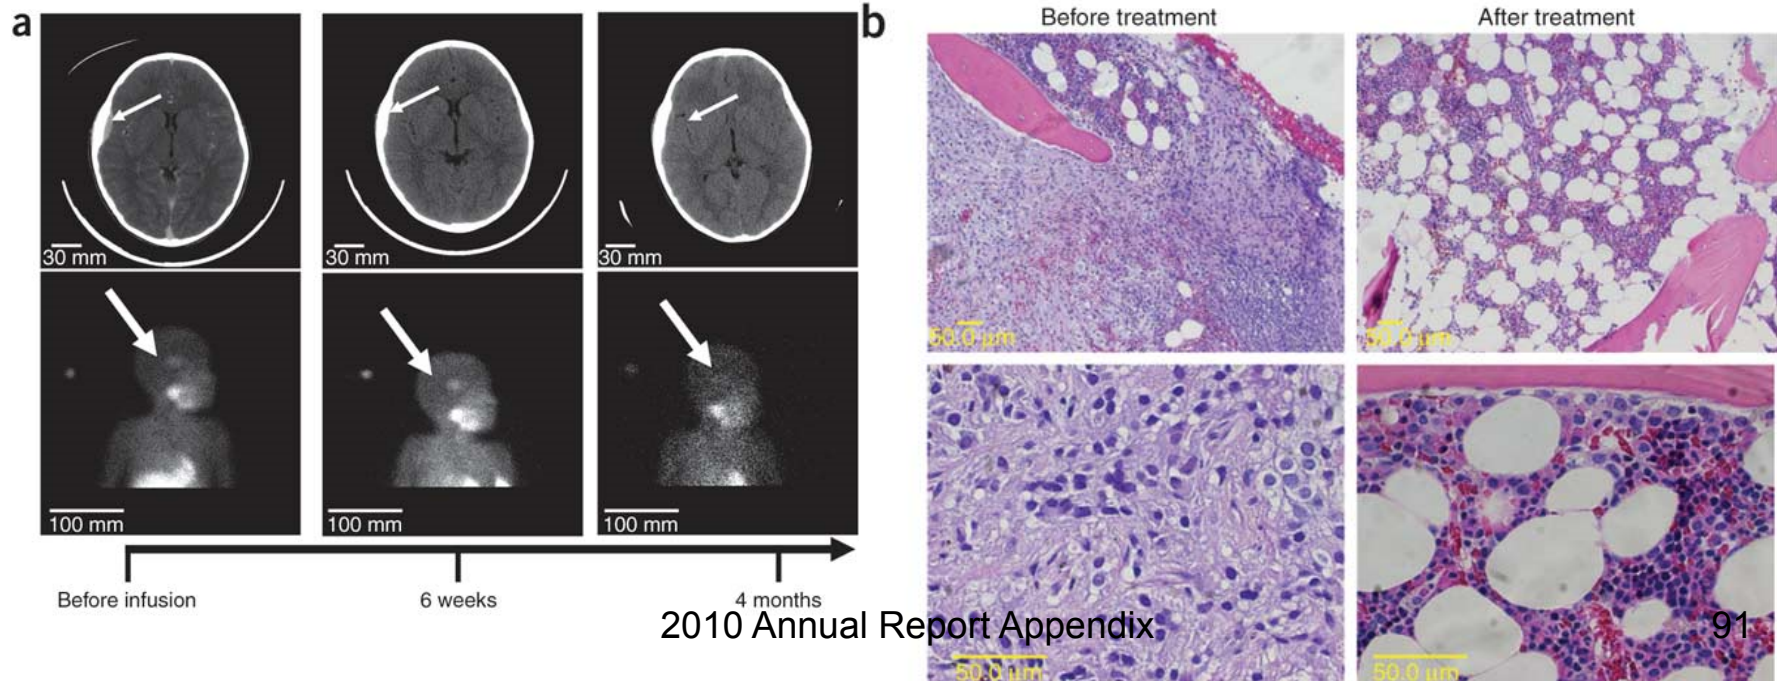 a
30 mm
30 mm
30 mm
100 mm
100 mm
100 mm
Before infusion
6 weeks
4 months
b
Before treatment
After treatment
50.0 µm
50.0 µm
50.0 µm
50.0 µm
2010 Annual Report Appendix
91